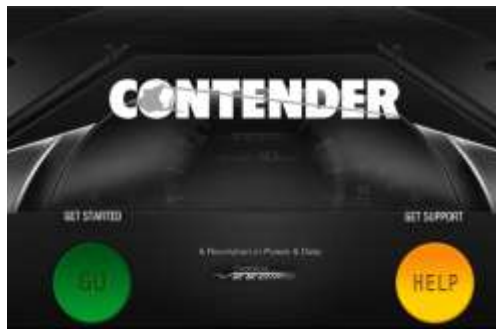 CONTENDER
GET STARTED
GET SUPPORT
GO
HELP
A Revolution in Power & Data